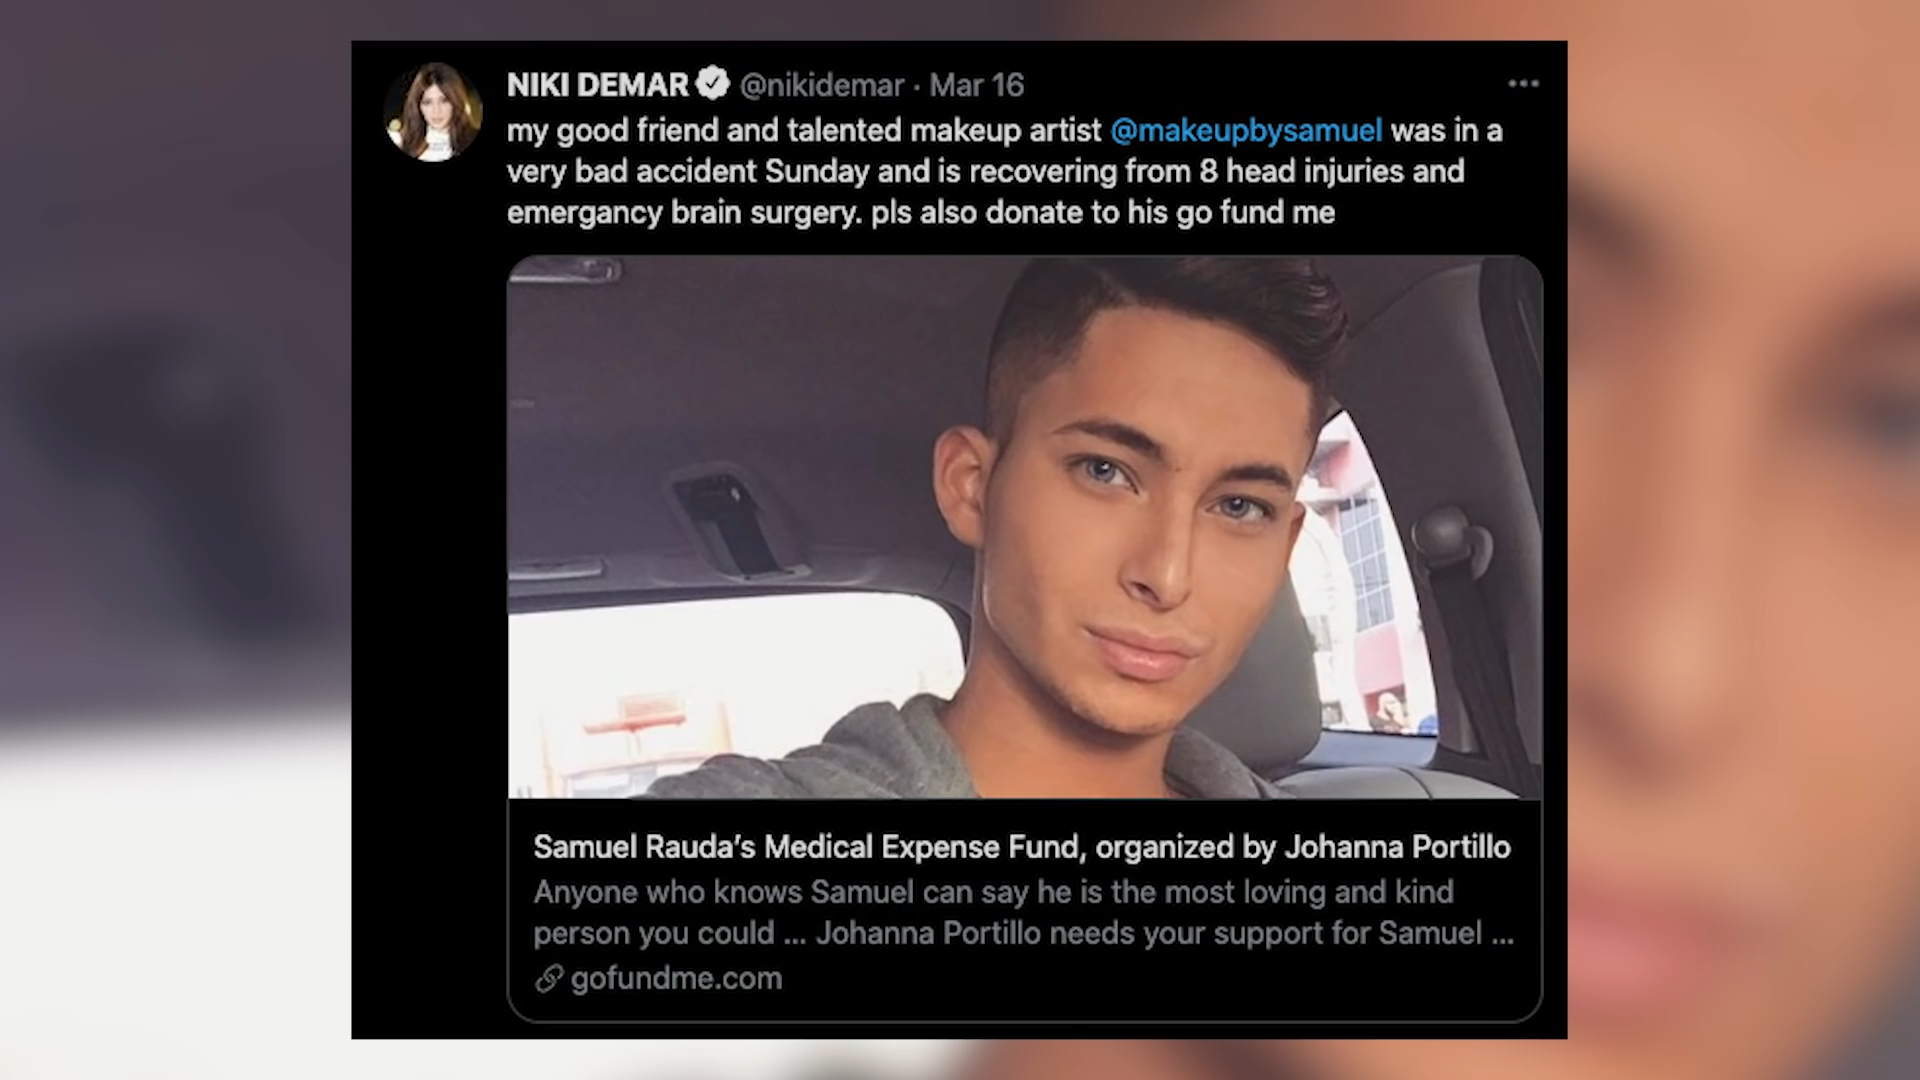 NIKI DEMAR @nikidemar · Mar 16
my good friend and talented makeup artist @makeupbysamuel was in a
very bad accident Sunday and is recovering from 8 head injuries and
emergancy brain surgery. pls also donate to his go fund me
Samuel Rauda's Medical Expense Fund, organized by Johanna Portillo
Anyone who knows Samuel can say he is the most loving and kind
person you could ... Johanna Portillo needs your support for Samuel ...
gofundme.com